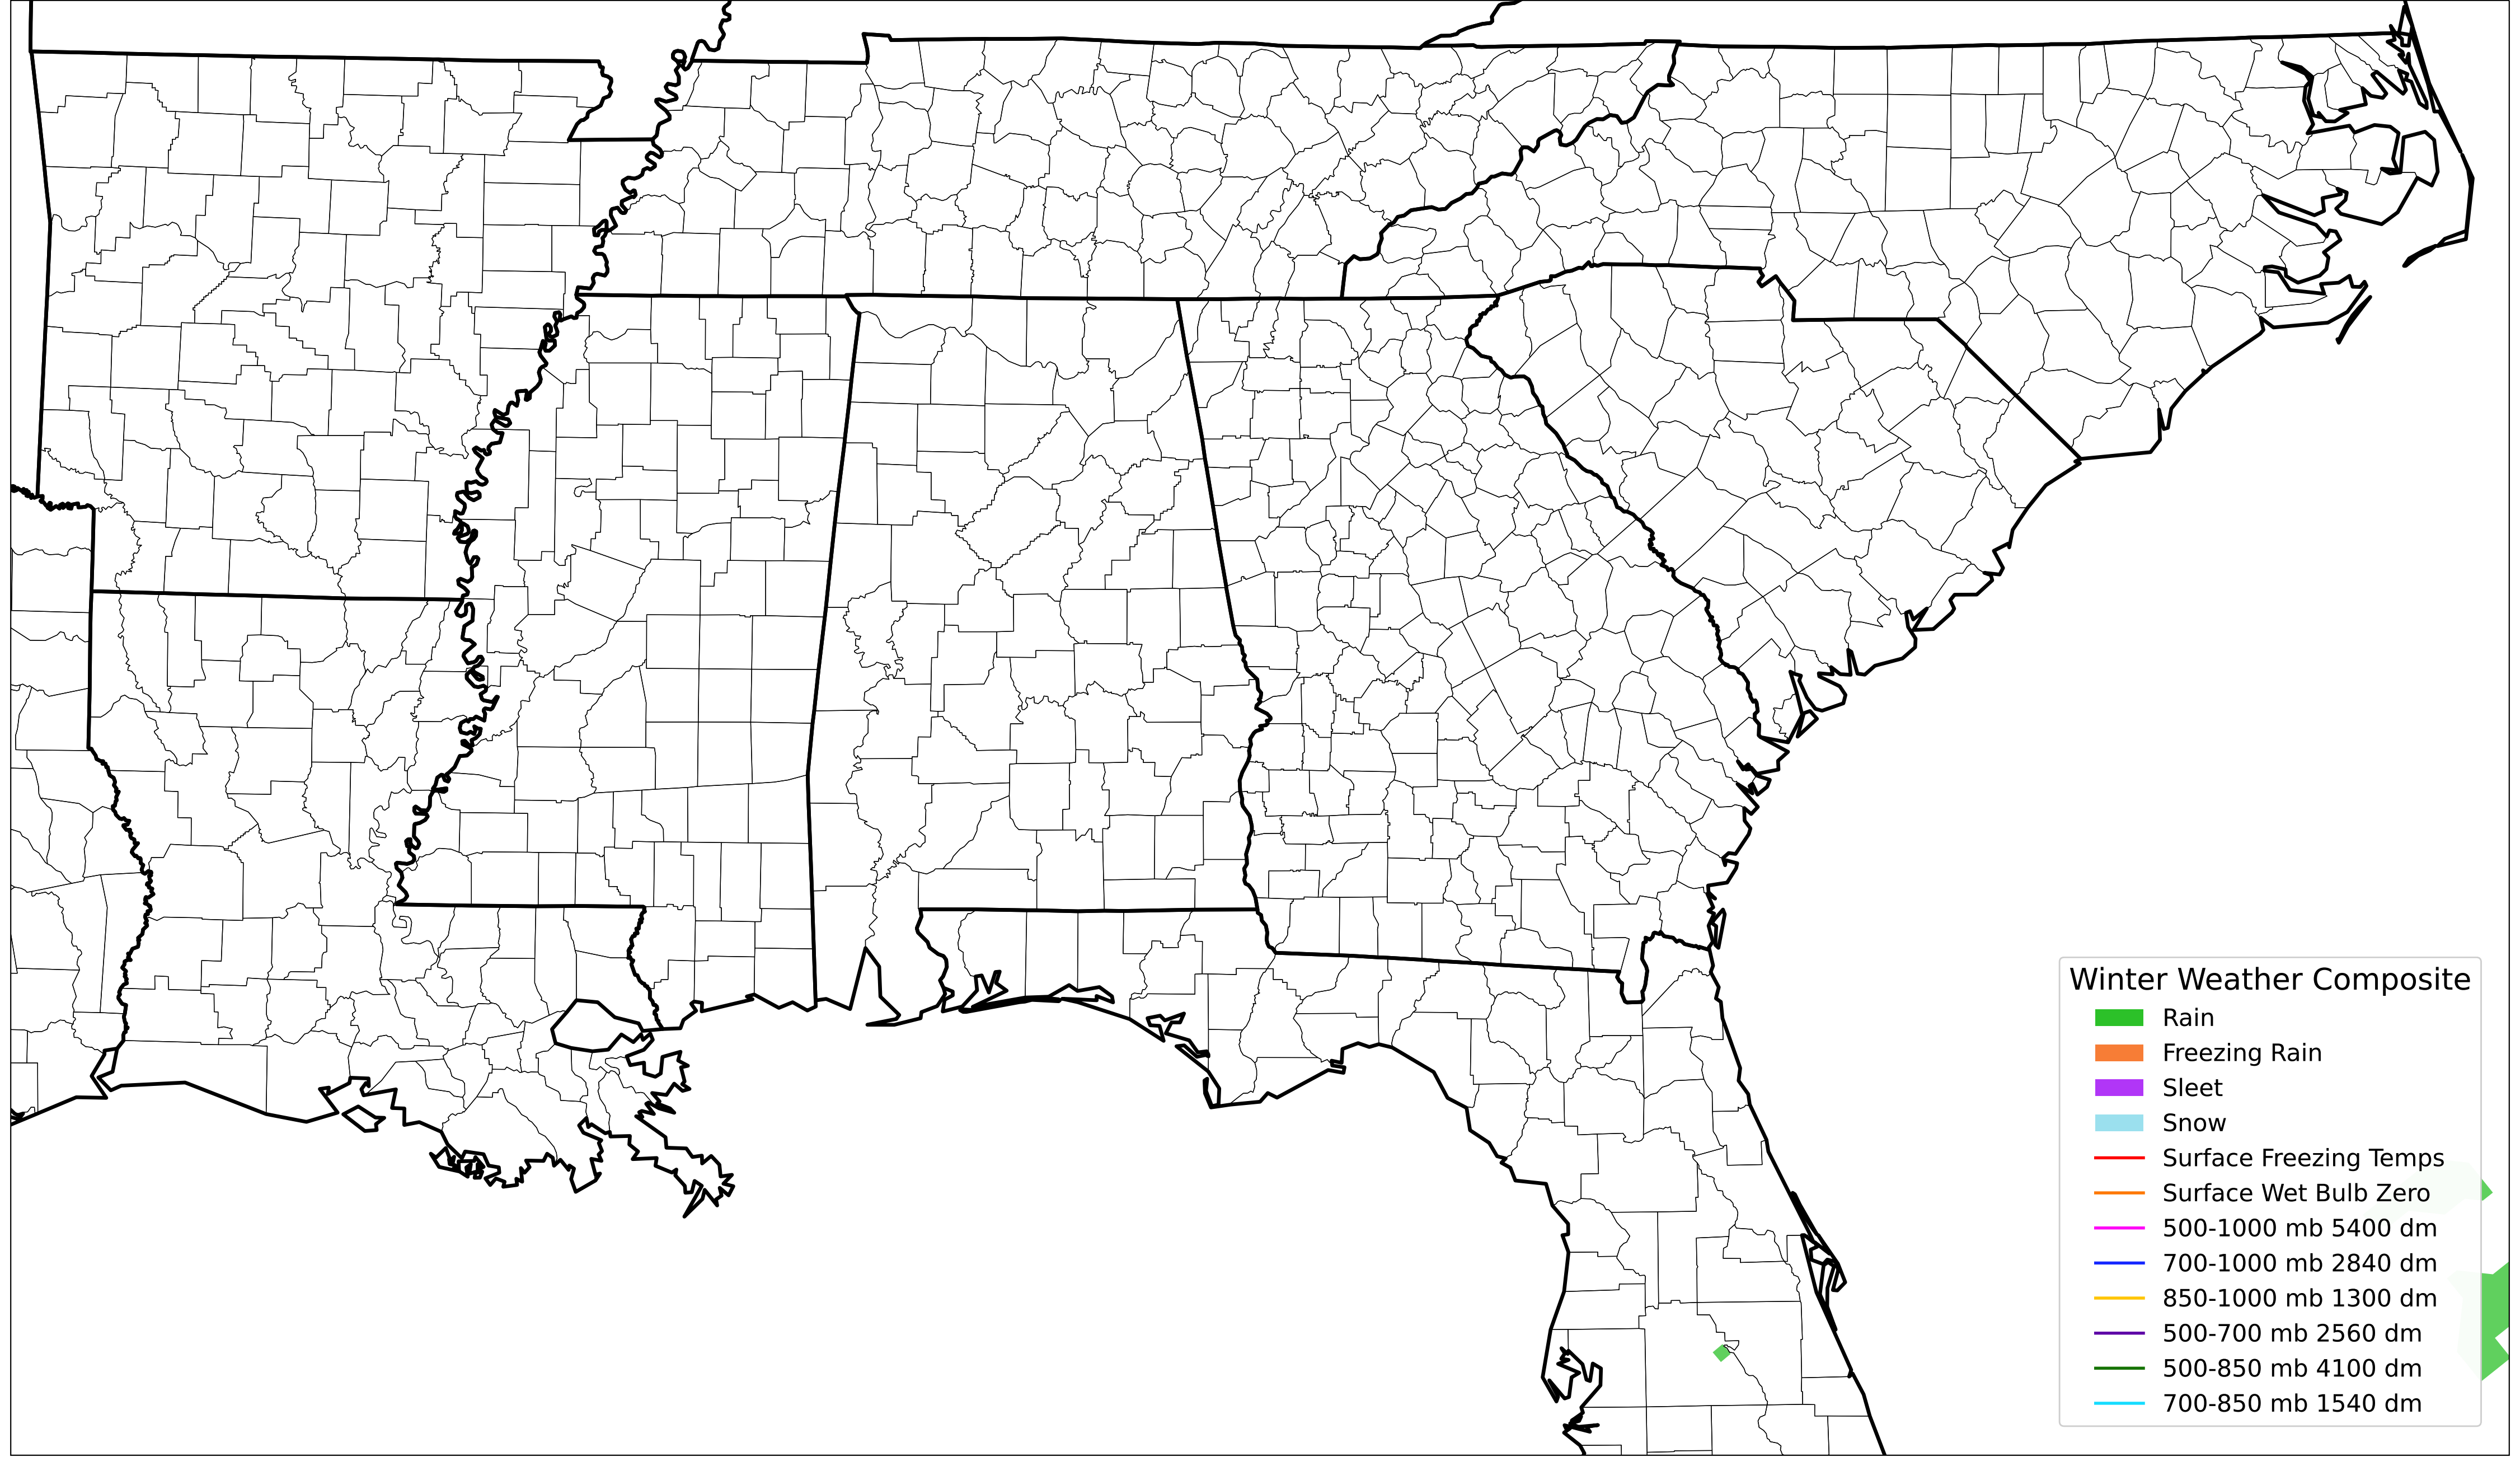 Winter Weather Composite
Rain
Freezing Rain
Sleet
Snow
Surface Freezing Temps
Surface Wet Bulb Zero
500-1000 mb 5400 dm
700-1000 mb 2840 dm
850-1000 mb 1300 dm
500-700 mb 2560 dm
500-850 mb 4100 dm
700-850 mb 1540 dm